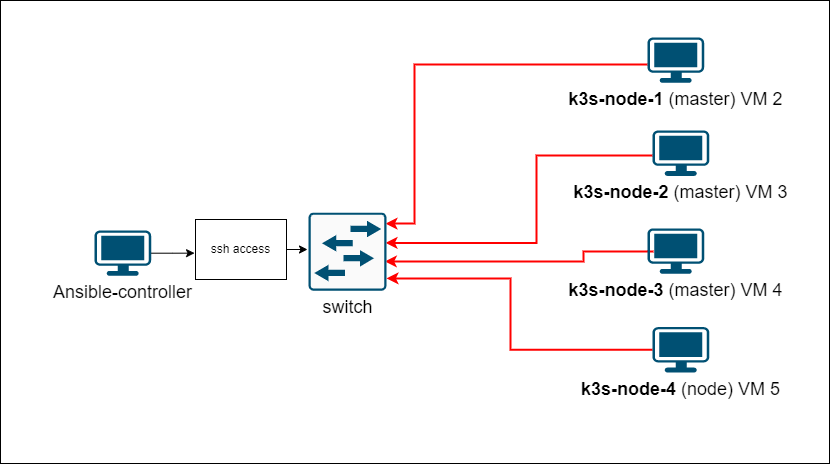 k3s-node-1 (master) VM 2
k3s-node-2 (master) VM 3
ssh access
Ansible-controller
switch
k3s-node-3 (master) VM 4
k3s-node-4 (node) VM 5